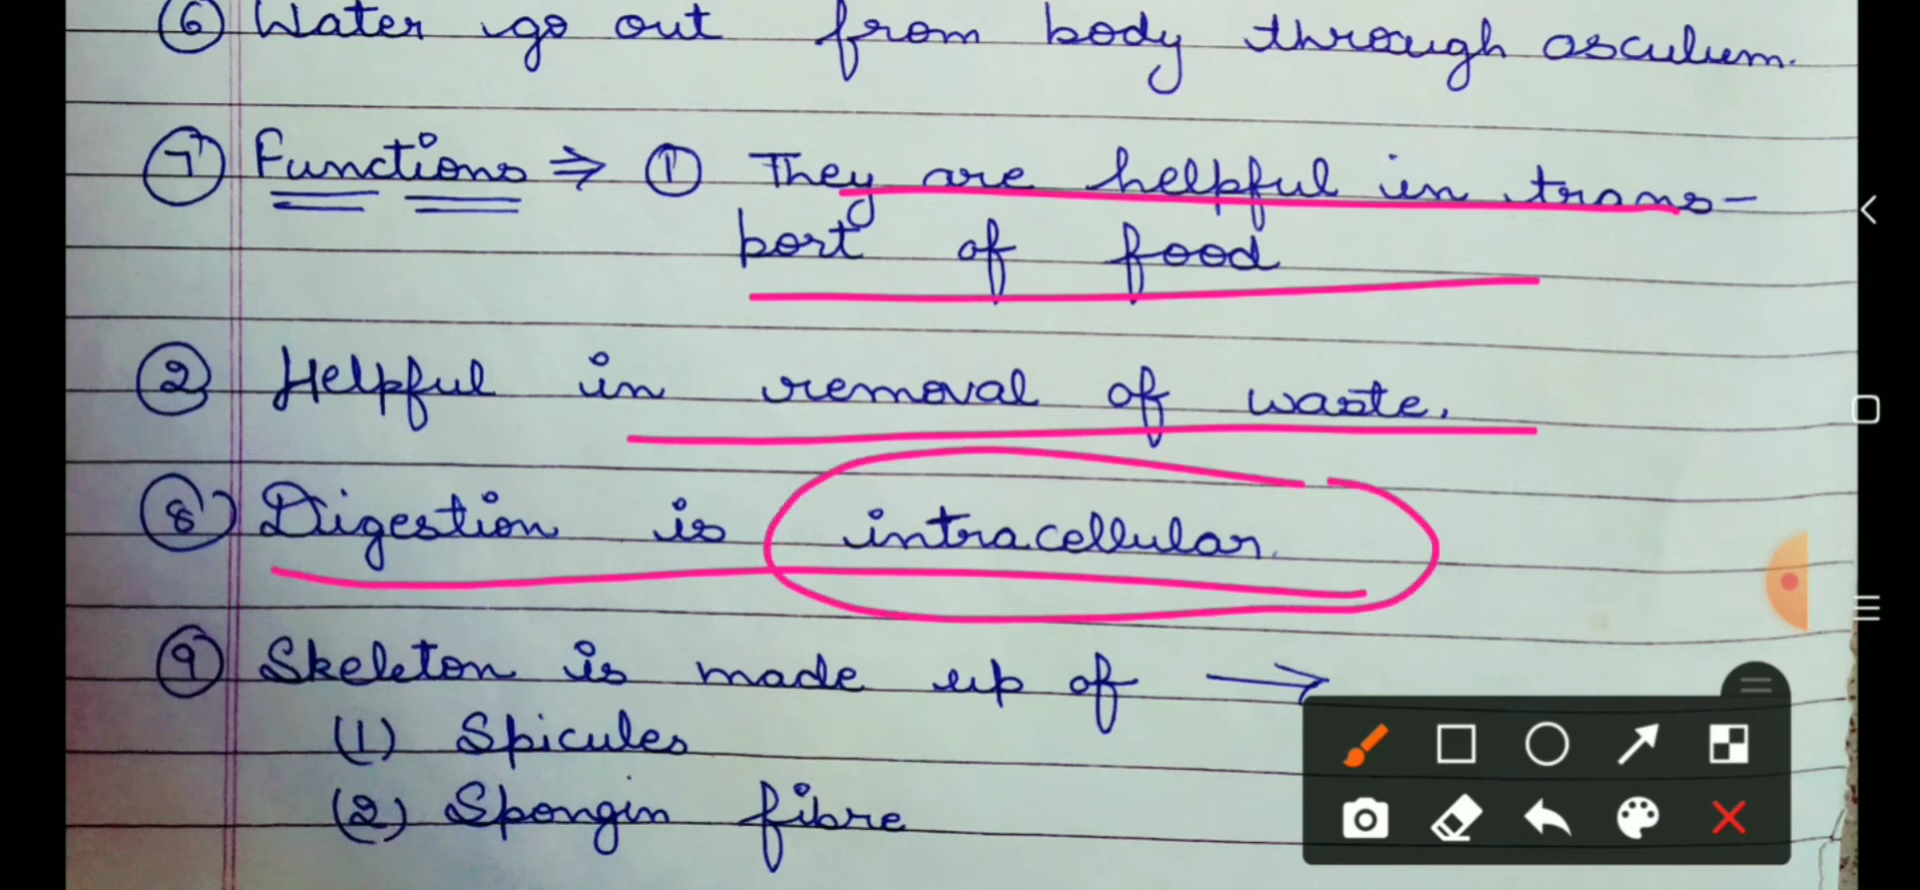 ⑥ Water go out from body through osculum.
⑦ Functions ⇒ ① They are helpful in trans-
port of food
② Helpful in removal of waste.
⑧ Digestion is intracellular.
⑨ Skeleton is made up of →
(1) Spicules
(2) Spongin fibre